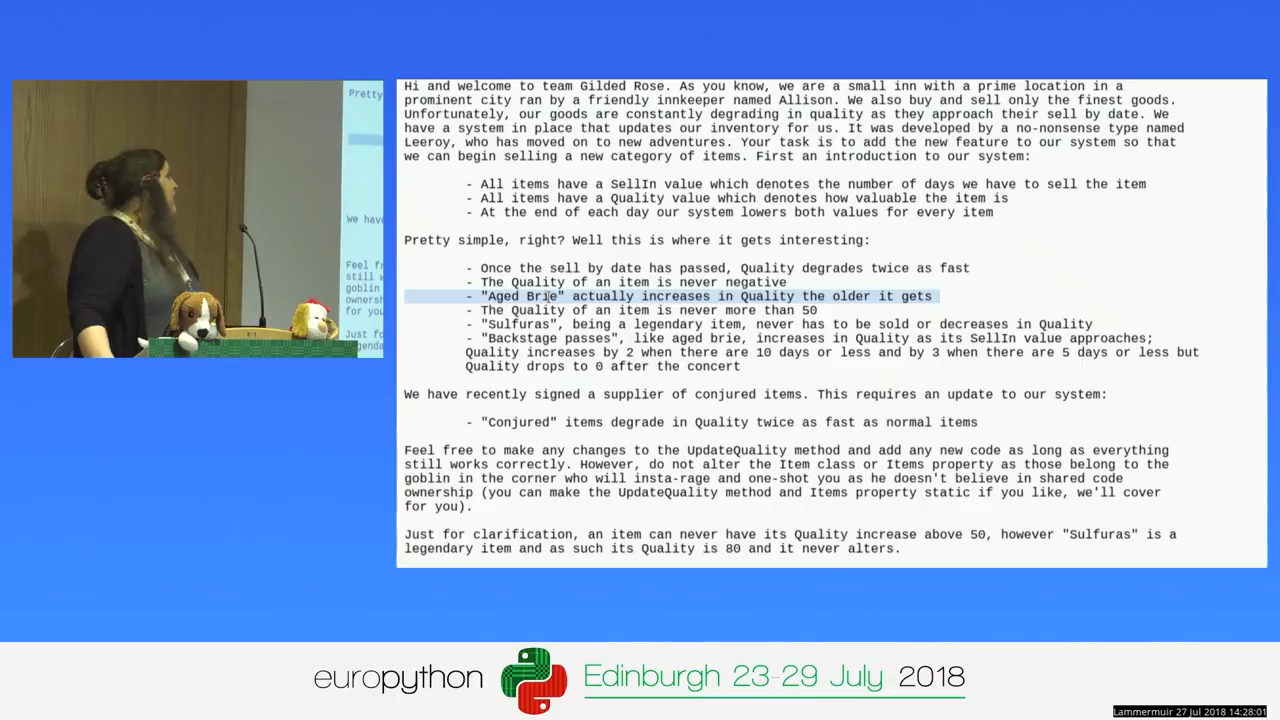 Hi and welcome to team Gilded Rose. As you know, we are a small inn with a prime location in a
prominent city ran by a friendly innkeeper named Allison. We also buy and sell only the finest goods.
Unfortunately, our goods are constantly degrading in quality as they approach their sell by date. We
have a system in place that updates our inventory for us. It was developed by a no-nonsense type named
Leeroy, who has moved on to new adventures. Your task is to add the new feature to our system so that
we can begin selling a new category of items. First an introduction to our system:
- All items have a SellIn value which denotes the number of days we have to sell the item
- All items have a Quality value which denotes how valuable the item is
- At the end of each day our system lowers both values for every item
Pretty simple, right? Well this is where it gets interesting:
- Once the sell by date has passed, Quality degrades twice as fast
- The Quality of an item is never negative
- "Aged Brie" actually increases in Quality the older it gets
- The Quality of an item is never more than 50
- "Sulfuras", being a legendary item, never has to be sold or decreases in Quality
- "Backstage passes", like aged brie, increases in Quality as its SellIn value approaches;
Quality increases by 2 when there are 10 days or less and by 3 when there are 5 days or less but
Quality drops to 0 after the concert
We have recently signed a supplier of conjured items. This requires an update to our system:
- "Conjured" items degrade in Quality twice as fast as normal items
Feel free to make any changes to the UpdateQuality method and add any new code as long as everything
still works correctly. However, do not alter the Item class or Items property as those belong to the
goblin in the corner who will insta-rage and one-shot you as he doesn't believe in shared code
ownership (you can make the UpdateQuality method and Items property static if you like, we'll cover
for you).
Just for clarification, an item can never have its Quality increase above 50, however "Sulfuras" is a
legendary item and as such its Quality is 80 and it never alters.
Pretty
We have
Feel fr
still w
goblin
ownersh
for you
Just fo
legenda
europython
Edinburgh 23-29 July 2018
Lammermuir 27 Jul 2018 14:28:01